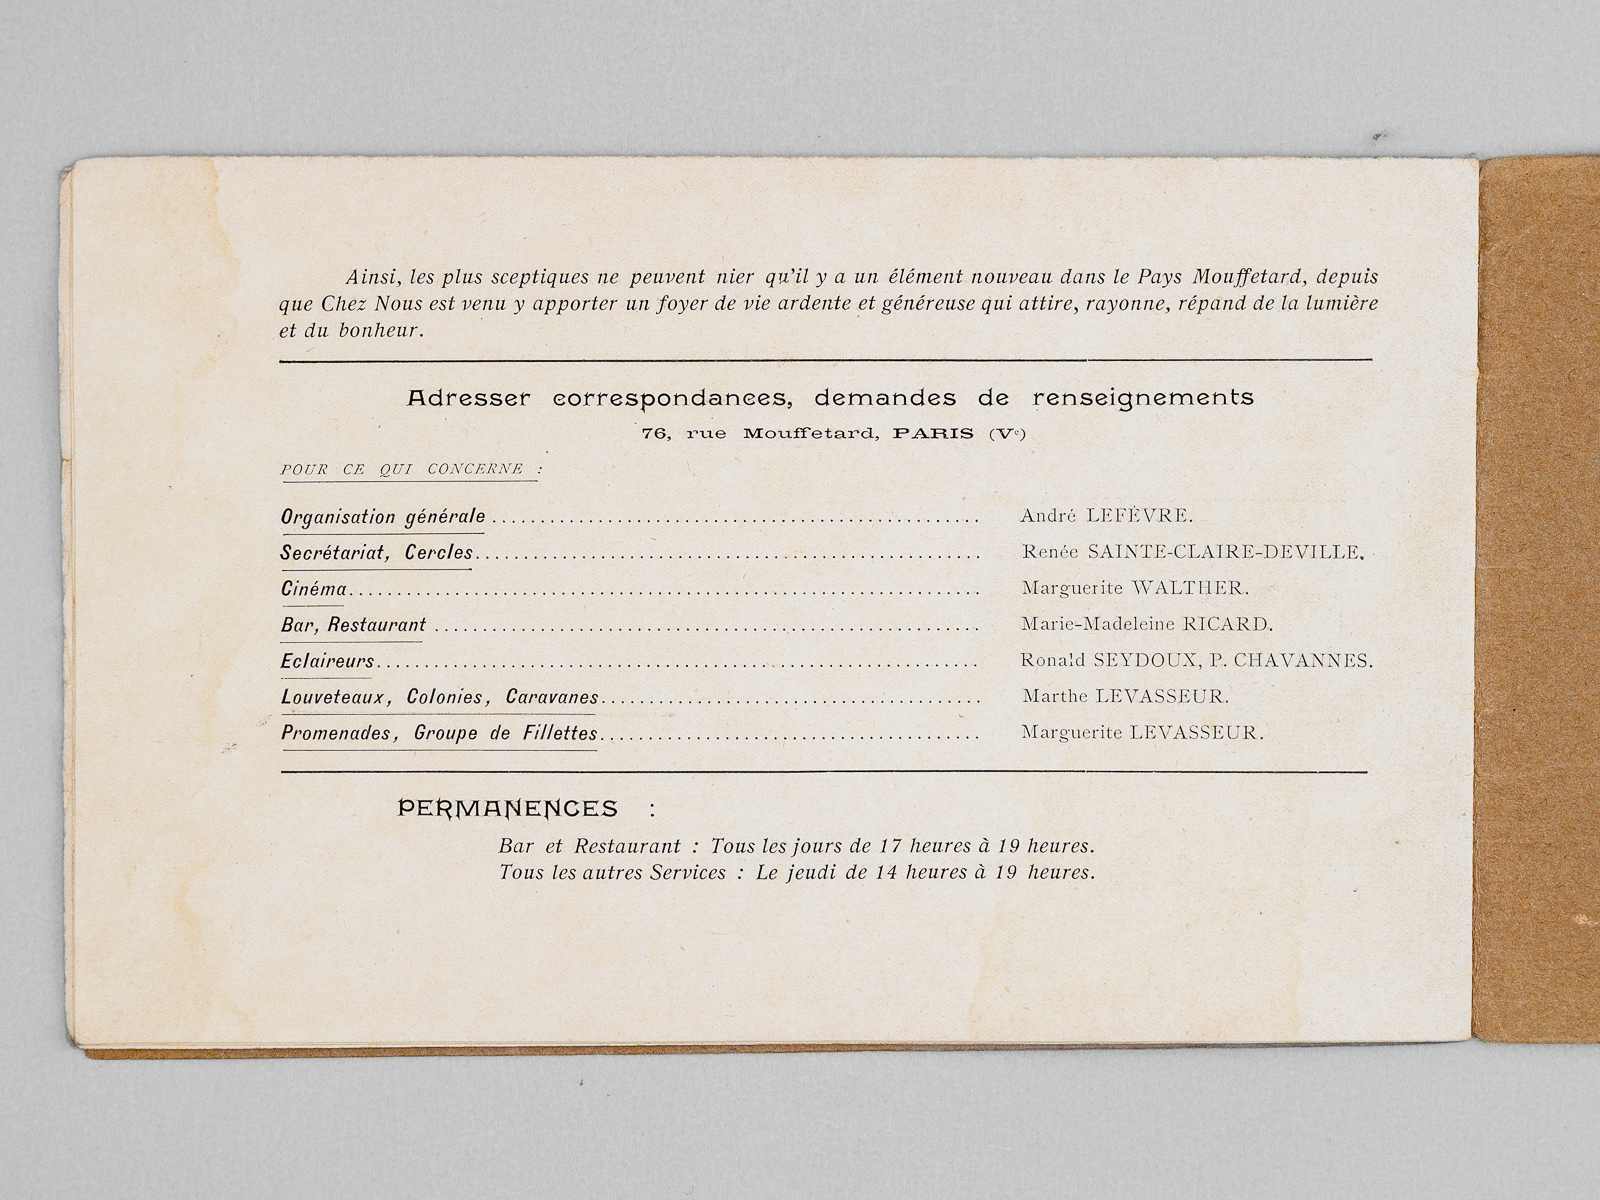 Ainsi, les plus sceptiques ne peuvent nier qu'il y a un élément nouveau dans le Pays Mouffetard, depuis
que Chez Nous est venu y apporter un foyer de vie ardente et généreuse qui attire, rayonne, répand de la lumière
et du bonheur.
Adresser correspondances, demandes de renseignements
76, rue Mouffetard, PARIS (Ve)
POUR CE QUI CONCERNE :
Organisation générale.................................................. André LEFÈVRE.
Secrétariat, Cercles.................................................. Renée SAINTE-CLAIRE-DEVILLE.
Cinéma.................................................. Marguerite WALTHER.
Bar, Restaurant.................................................. Marie-Madeleine RICARD.
Eclaireurs.................................................. Ronald SEYDOUX, P. CHAVANNES.
Louveteaux, Colonies, Caravanes........................................ Marthe LEVASSEUR.
Promenades, Groupe de Fillettes........................................ Marguerite LEVASSEUR.
PERMANENCES :
Bar et Restaurant : Tous les jours de 17 heures à 19 heures.
Tous les autres Services : Le jeudi de 14 heures à 19 heures.